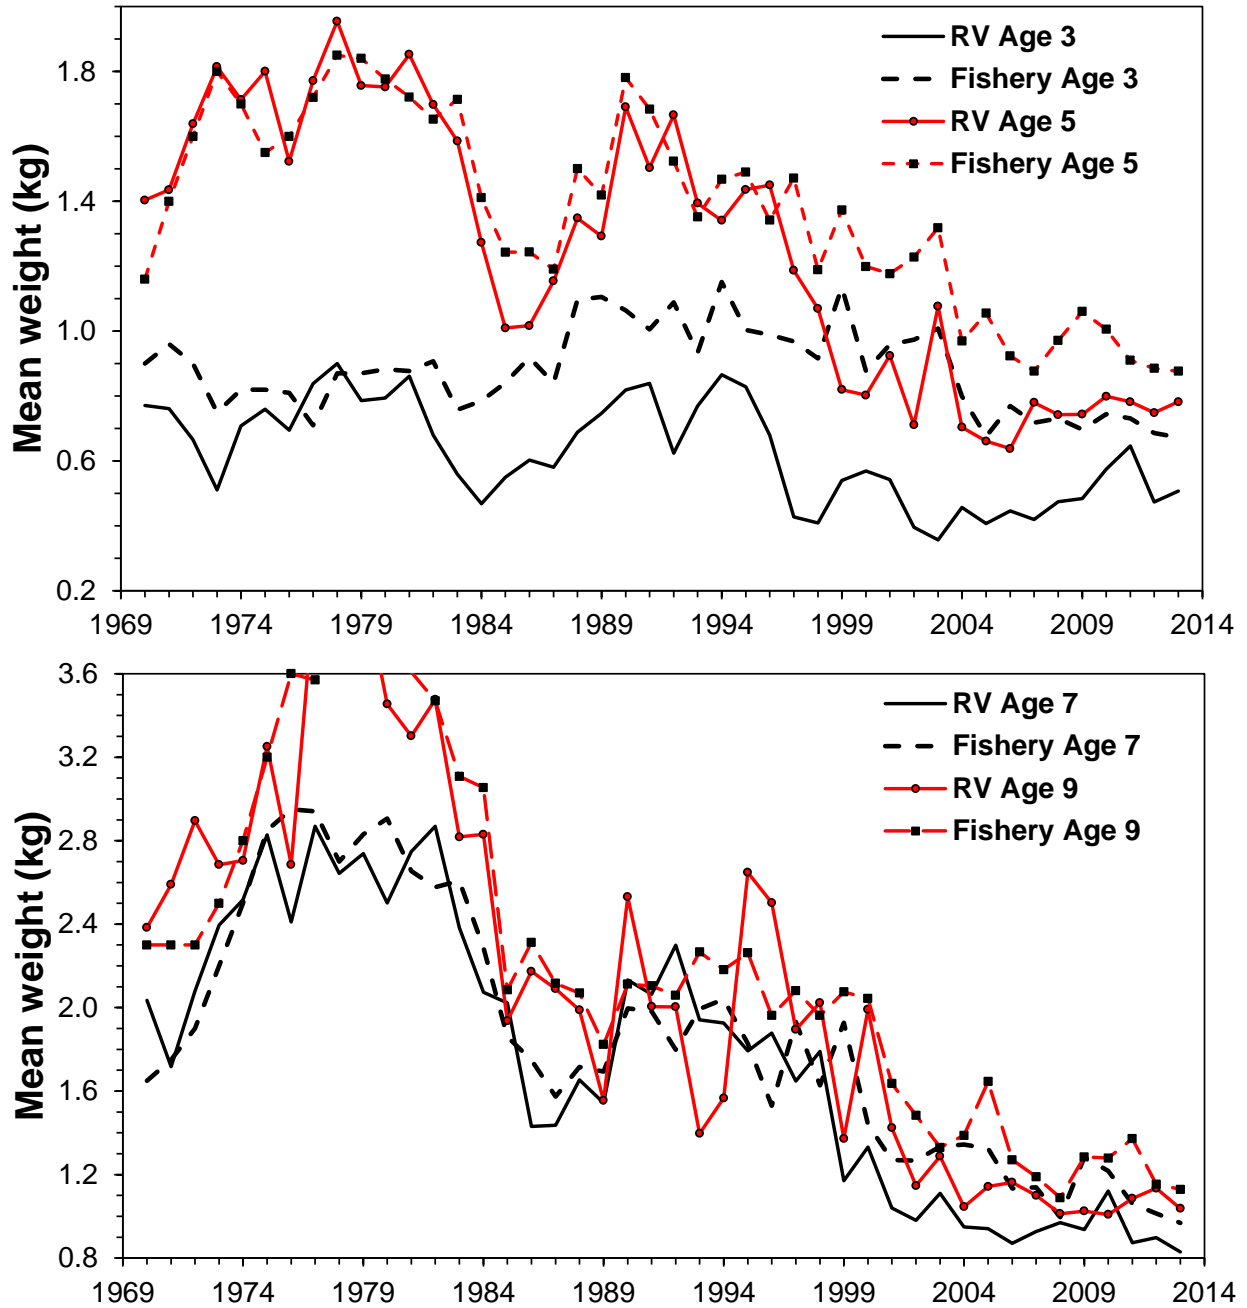 RV Age 3
Fishery Age 3
RV Age 5
Fishery Age 5
Mean weight (kg)
1.8
1.4
1.0
0.6
0.2
1969 1974 1979 1984 1989 1994 1999 2004 2009 2014
RV Age 7
Fishery Age 7
RV Age 9
Fishery Age 9
Mean weight (kg)
3.6
3.2
2.8
2.4
2.0
1.6
1.2
0.8
1969 1974 1979 1984 1989 1994 1999 2004 2009 2014